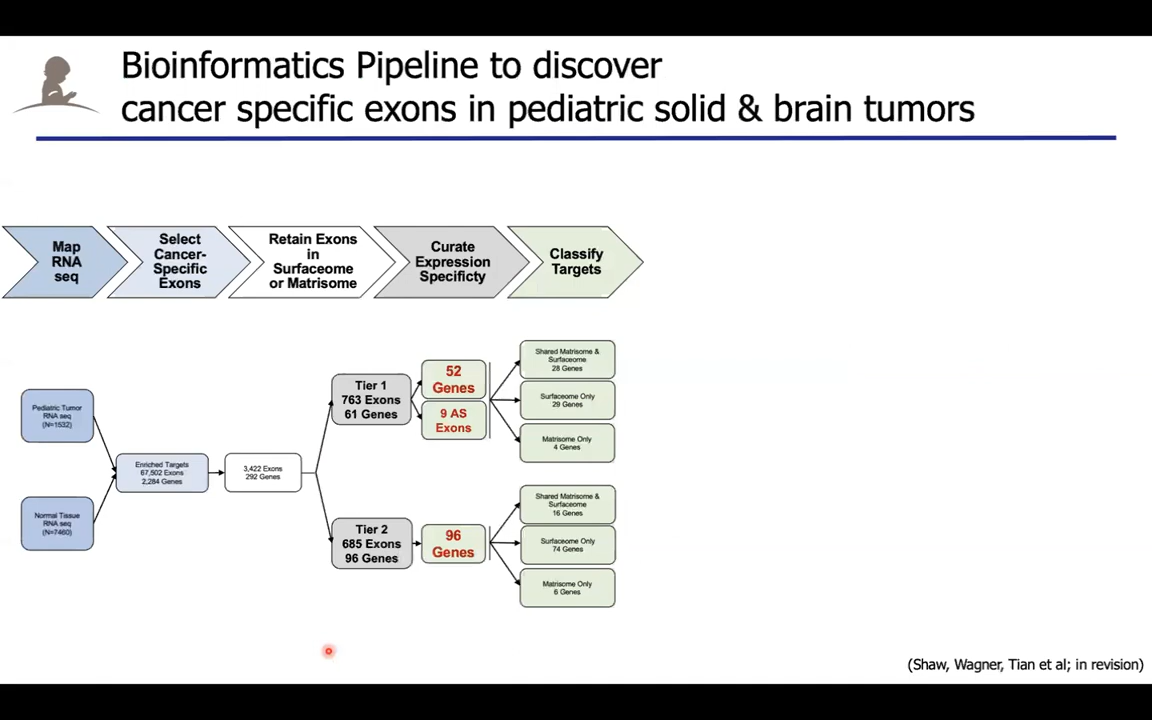 Bioinformatics Pipeline to discover
cancer specific exons in pediatric solid & brain tumors
Map
RNA
seq
Select
Cancer-
Specific
Exons
Retain Exons
in
Surfaceome
or Matrisome
Curate
Expression
Specificty
Classify
Targets
Pediatric Tumor
RNA seq
(N=1532)
Normal Tissue
RNA seq
(N=7460)
Enriched Targets
67,502 Exons
2,284 Genes
3,422 Exons
292 Genes
Tier 1
763 Exons
61 Genes
52
Genes
9 AS
Exons
Shared Matrisome &
Surfaceome
28 Genes
Surfaceome Only
29 Genes
Matrisome Only
4 Genes
Tier 2
685 Exons
96 Genes
96
Genes
Shared Matrisome &
Surfaceome
16 Genes
Surfaceome Only
74 Genes
Matrisome Only
6 Genes
(Shaw, Wagner, Tian et al; in revision)